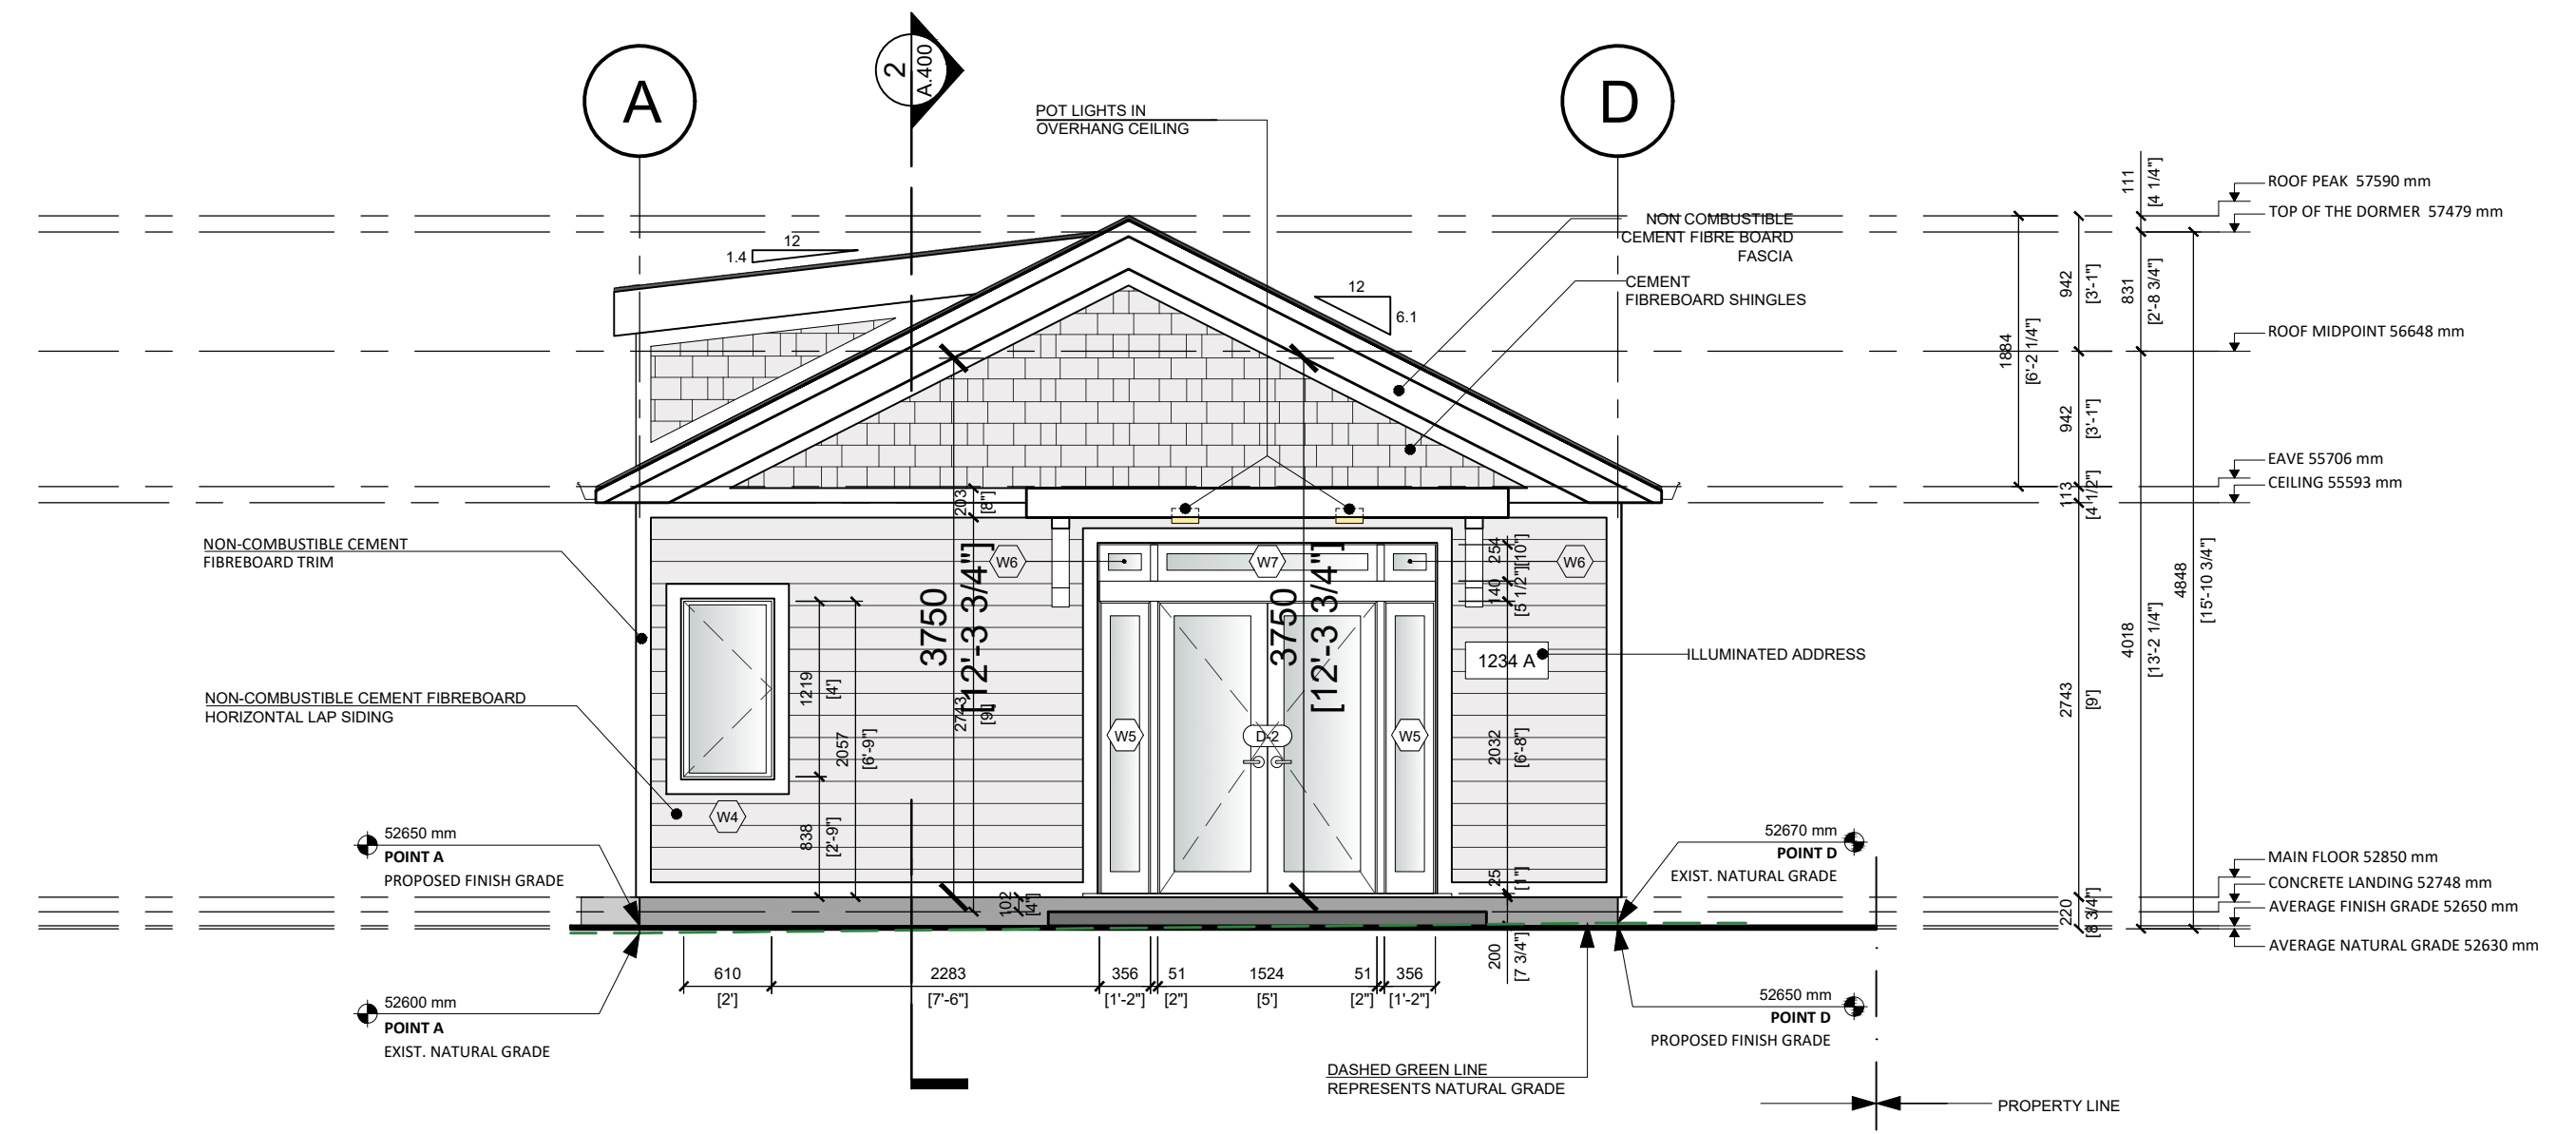 A
2
A.400
D
POT LIGHTS IN
OVERHANG CEILING
NON COMBUSTIBLE
CEMENT FIBRE BOARD
FASCIA
CEMENT
FIBREBOARD SHINGLES
12
1.4
12
6.1
111
[4 1/4"]
ROOF PEAK 57590 mm
TOP OF THE DORMER 57479 mm
942
[3'-1"]
831
[2'-8 3/4"]
1884
[6'-2 1/4"]
ROOF MIDPOINT 56648 mm
942
[3'-1"]
EAVE 55706 mm
CEILING 55593 mm
113
[4 1/2"]
203
[8"]
NON-COMBUSTIBLE CEMENT
FIBREBOARD TRIM
W6
W7
W6
254
[10"]
140
[5 1/2"]
3750
[12'-3 3/4"]
3750
[12'-3 3/4"]
2743
[9']
1234 A
ILLUMINATED ADDRESS
4848
[15'-10 3/4"]
4018
[13'-2 1/4"]
2743
[9']
NON-COMBUSTIBLE CEMENT FIBREBOARD
HORIZONTAL LAP SIDING
1219
[4']
2057
[6'-9"]
W5
D-2
W5
2032
[6'-8"]
W4
838
[2'-9"]
102
[4"]
25
[1"]
52650 mm
POINT A
PROPOSED FINISH GRADE
52670 mm
POINT D
EXIST. NATURAL GRADE
MAIN FLOOR 52850 mm
CONCRETE LANDING 52748 mm
AVERAGE FINISH GRADE 52650 mm
AVERAGE NATURAL GRADE 52630 mm
220
[8 3/4"]
200
[7 3/4"]
610
[2']
2283
[7'-6"]
356
[1'-2"]
51
[2"]
1524
[5']
51
[2"]
356
[1'-2"]
52600 mm
POINT A
EXIST. NATURAL GRADE
52650 mm
POINT D
PROPOSED FINISH GRADE
DASHED GREEN LINE
REPRESENTS NATURAL GRADE
PROPERTY LINE